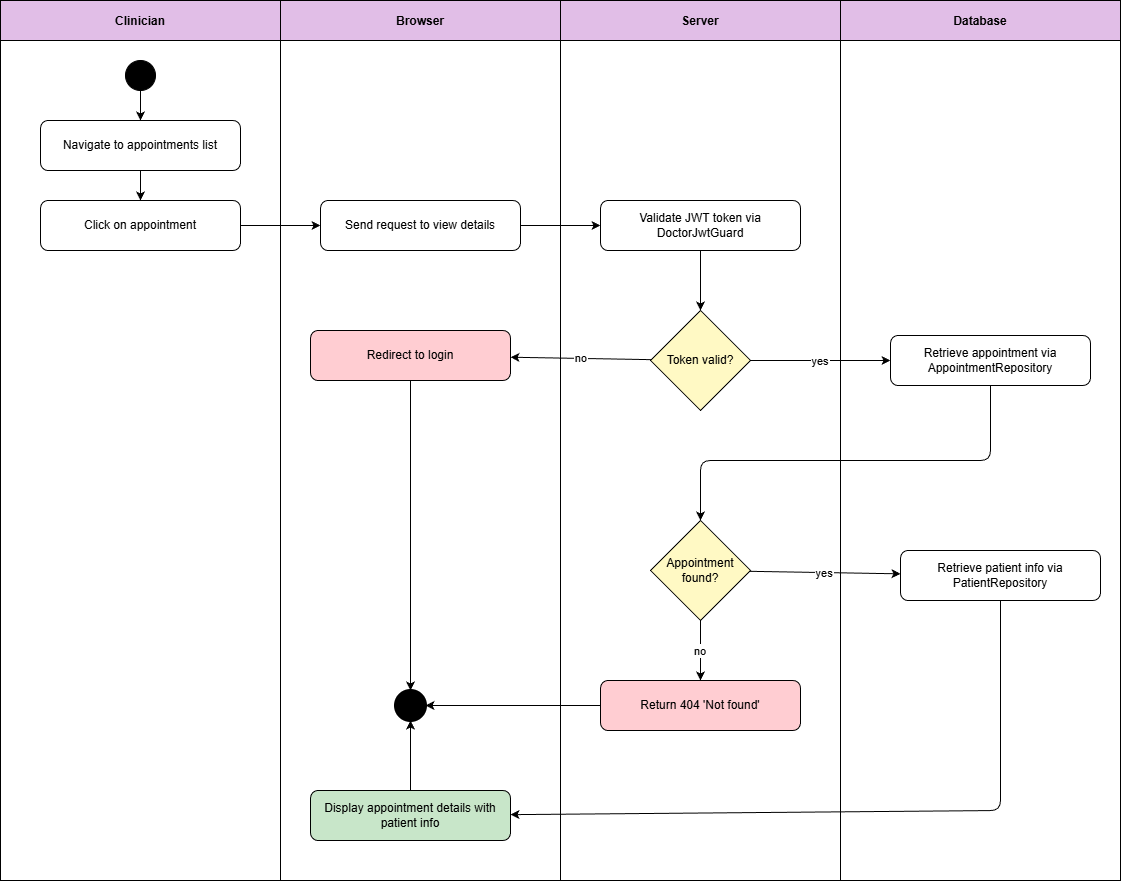 Clinician
Browser
Server
Database
Navigate to appointments list
Click on appointment
Send request to view details
Validate JWT token via
DoctorJwtGuard
Redirect to login
no
Token valid?
yes
Retrieve appointment via
AppointmentRepository
Appointment
found?
yes
Retrieve patient info via
PatientRepository
no
Return 404 'Not found'
Display appointment details with
patient info